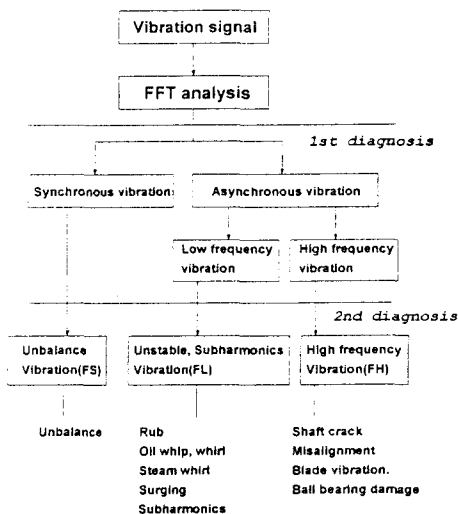 Vibration signal
FFT analysis
1st diagnosis
Synchronous vibration
Asynchronous vibration
Low frequency
vibration
High frequency
vibration
2nd diagnosis
Unbalance
Vibration(FS)
Unstable, Subharmonics
Vibration(FL)
High frequency
Vibration(FH)
Unbalance
Rub
Oil whip, whirl
Steam whirl
Surging
Subharmonics
Shaft crack
Misalignment
Blade vibration.
Ball bearing damage